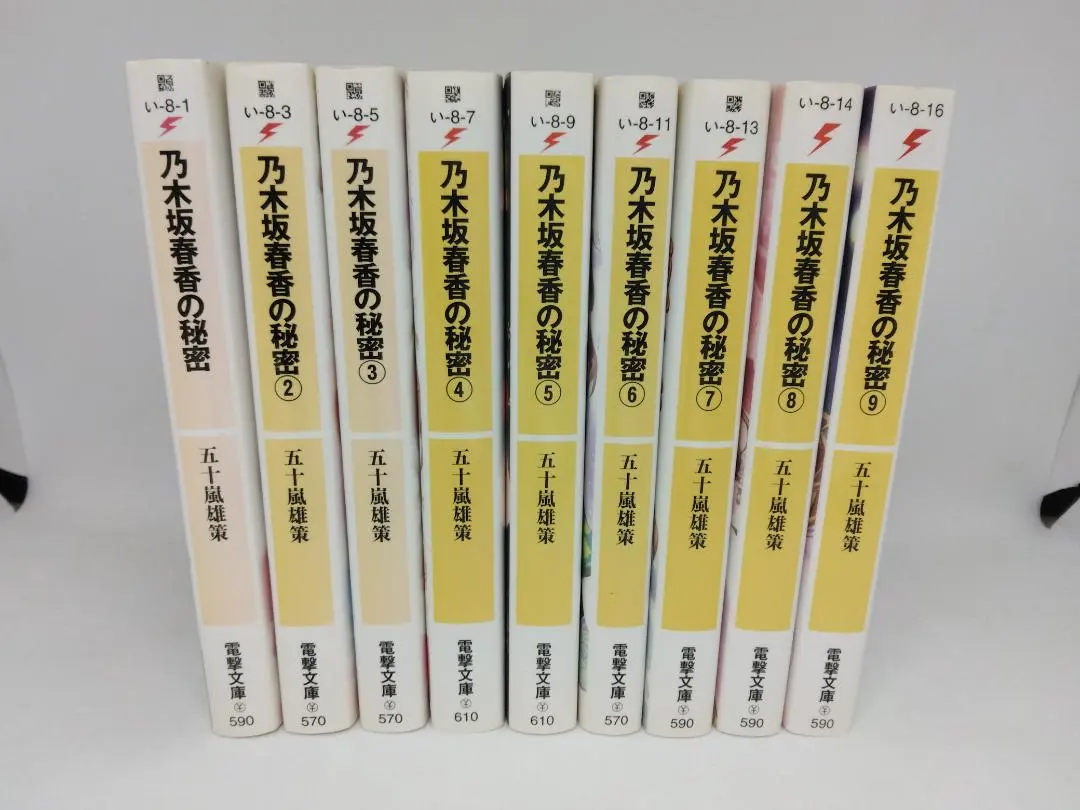 い-8-1
乃木坂春香の秘密
五十嵐雄策
電撃文庫
¥
590
い-8-3
乃木坂春香の秘密②
五十嵐雄策
電撃文庫
¥
570
い-8-5
乃木坂春香の秘密③
五十嵐雄策
電撃文庫
¥
570
い-8-7
乃木坂春香の秘密④
五十嵐雄策
電撃文庫
¥
610
い-8-9
乃木坂春香の秘密⑤
五十嵐雄策
電撃文庫
¥
610
い-8-11
乃木坂春香の秘密⑥
五十嵐雄策
電撃文庫
¥
570
い-8-13
乃木坂春香の秘密⑦
五十嵐雄策
電撃文庫
¥
590
い-8-14
乃木坂春香の秘密⑧
五十嵐雄策
電撃文庫
¥
590
い-8-16
乃木坂春香の秘密⑨
五十嵐雄策
電撃文庫
¥
590